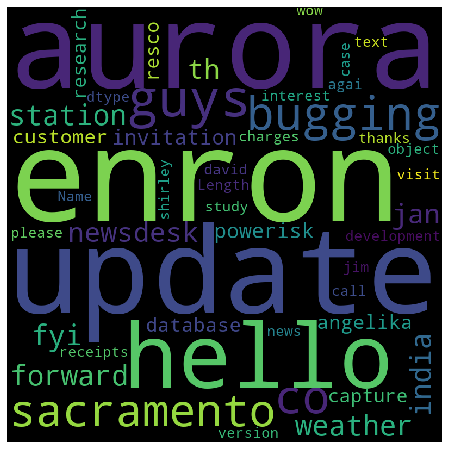 wow
aurora
research
resco
case
text
th
agai
dtype
guys
interest
bugging
station
customer
invitation
charges
thanks
object
enron
shirley
david
Length
visit
Name
study
jan
please
newsdesk
powerisk
development
update
jim
call
database
news
angelika
fyi
receipts
hello
india
forward
co
capture
sacramento
weather
version